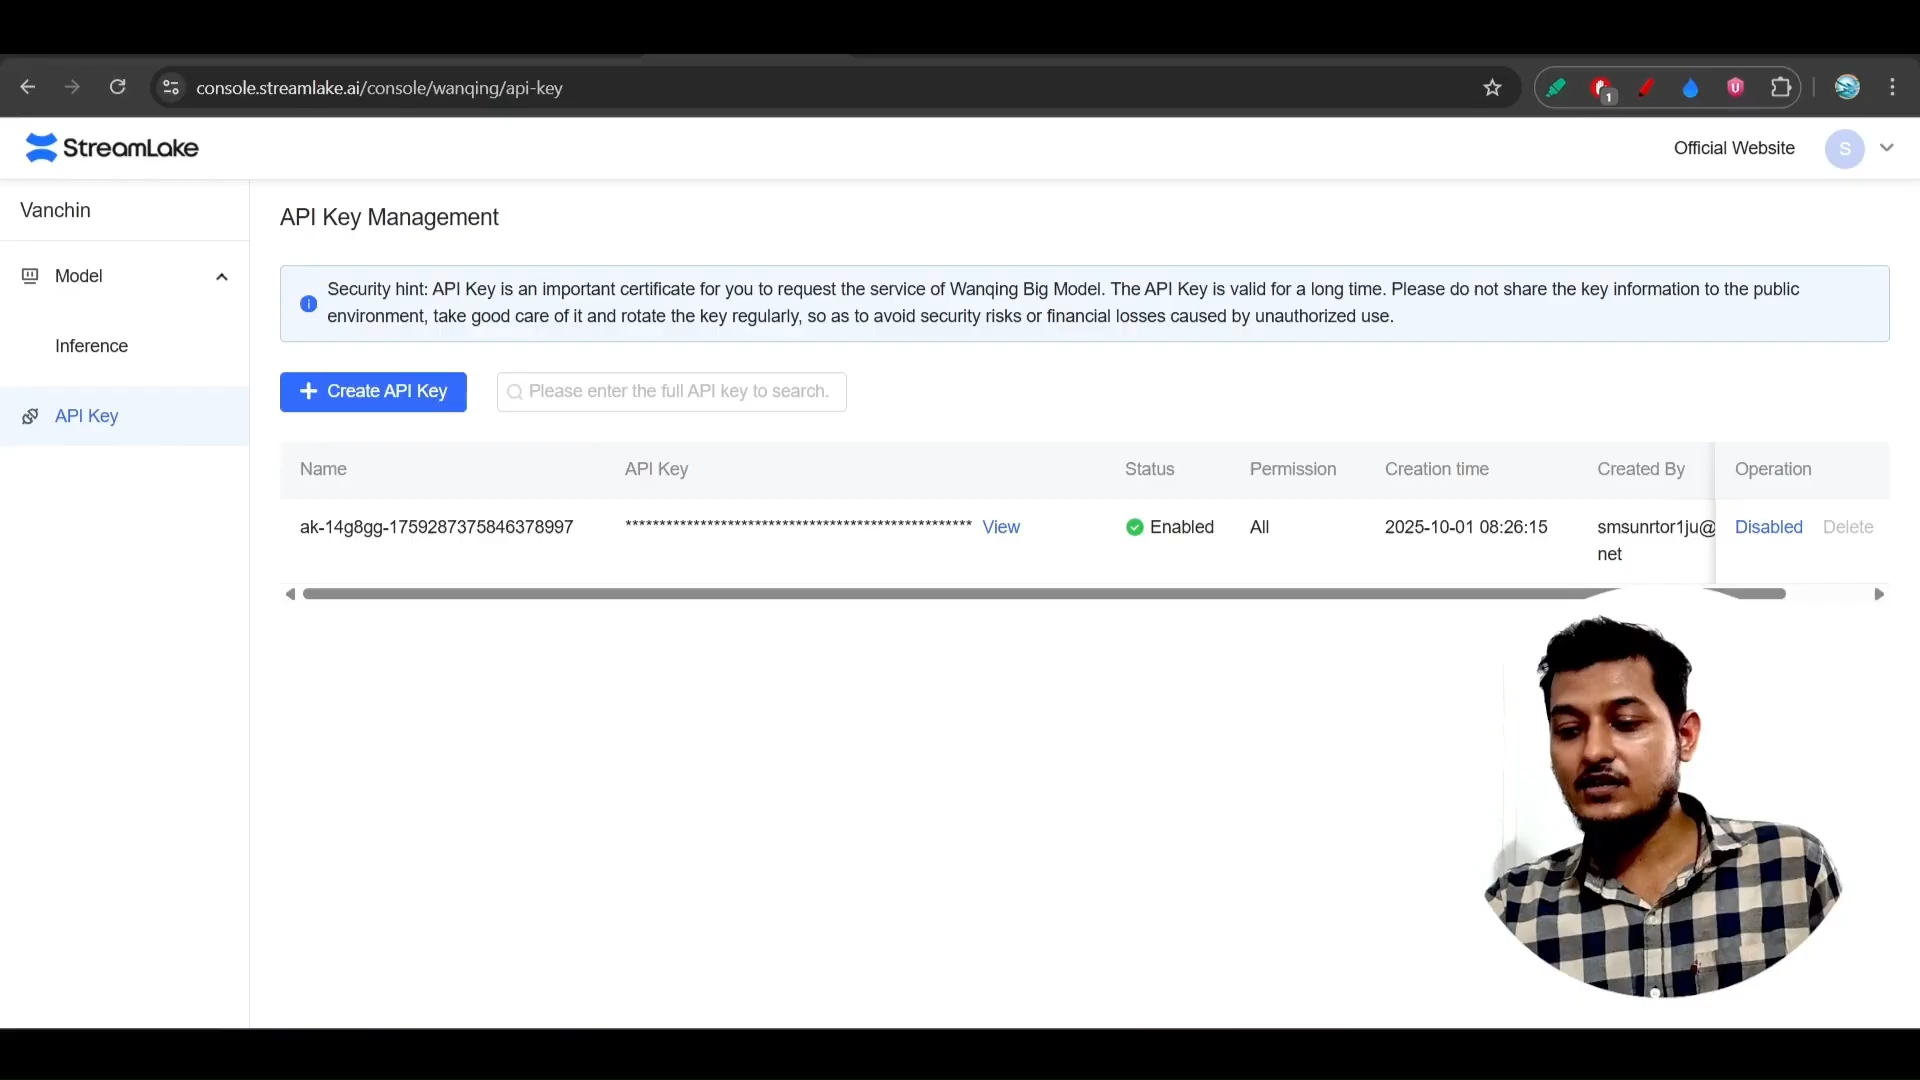 console.streamlake.ai/console/wanqing/api-key
1
StreamLake
Official Website
S
Vanchin
API Key Management
Model
Security hint: API Key is an important certificate for you to request the service of Wanqing Big Model. The API Key is valid for a long time. Please do not share the key information to the public
environment, take good care of it and rotate the key regularly, so as to avoid security risks or financial losses caused by unauthorized use.
Inference
Create API Key
Please enter the full API key to search.
API Key
Name API Key Status Permission Creation time Created By Operation
ak-14g8gg-1759287375846378997 *************************************************** View Enabled All 2025-10-01 08:26:15 smsunrtor1ju@ Disabled Delete
net